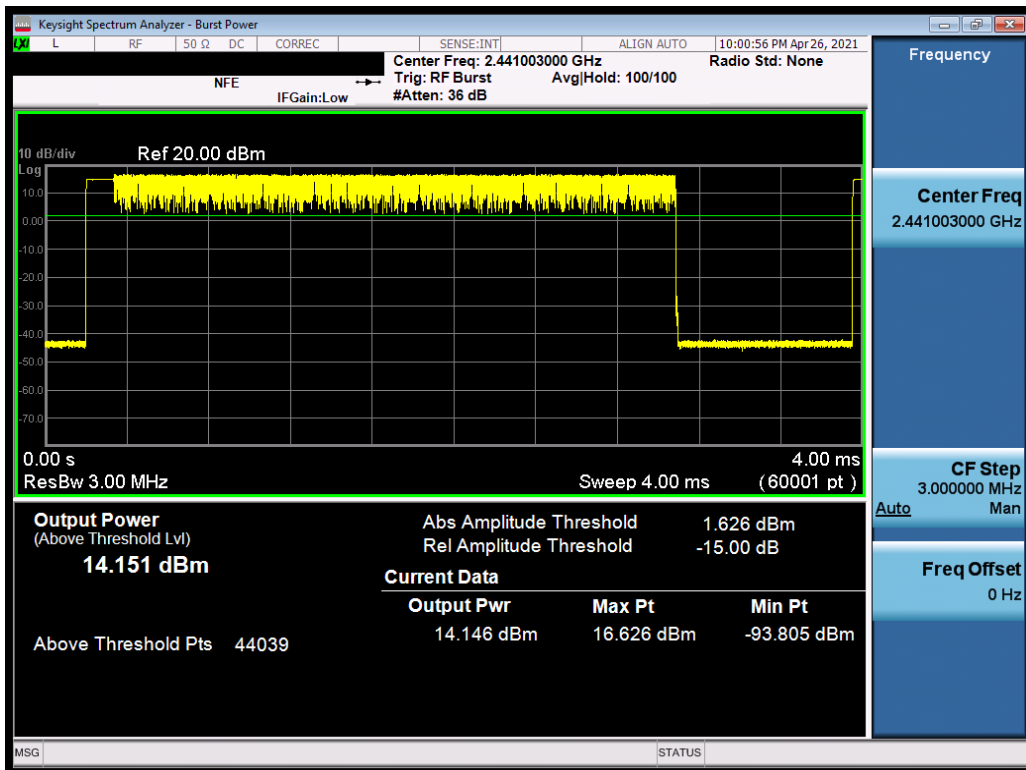 Keysight Spectrum Analyzer - Burst Power
LXI L RF 50 Ω DC CORREC SENSE:INT ALIGN AUTO 10:00:56 PM Apr 26, 2021
Center Freq: 2.441003000 GHz Radio Std: None
NFE Trig: RF Burst Avg|Hold: 100/100
IFGain:Low #Atten: 36 dB
10 dB/div Ref 20.00 dBm
Log
10.0
0.00
-10.0
-20.0
-30.0
-40.0
-50.0
-60.0
-70.0
0.00 s 4.00 ms
ResBw 3.00 MHz Sweep 4.00 ms (60001 pt)
Output Power
(Above Threshold Lvl)
14.151 dBm
Above Threshold Pts 44039
Abs Amplitude Threshold 1.626 dBm
Rel Amplitude Threshold -15.00 dB
Current Data
Output Pwr Max Pt Min Pt
14.146 dBm 16.626 dBm -93.805 dBm
MSG STATUS
Frequency
Center Freq
2.441003000 GHz
CF Step
3.000000 MHz
Auto Man
Freq Offset
0 Hz